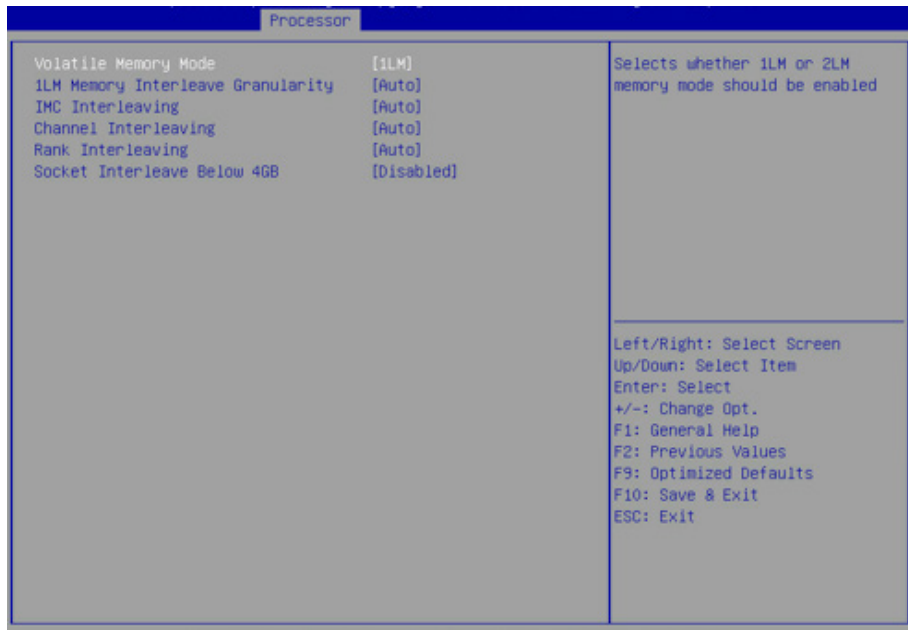 Processor
Volatile Memory Mode [1LM]
1LM Memory Interleave Granularity [Auto]
IMC Interleaving [Auto]
Channel Interleaving [Auto]
Rank Interleaving [Auto]
Socket Interleave Below 4GB [Disabled]
Selects whether 1LM or 2LM
memory mode should be enabled
Left/Right: Select Screen
Up/Down: Select Item
Enter: Select
+/-: Change Opt.
F1: General Help
F2: Previous Values
F9: Optimized Defaults
F10: Save & Exit
ESC: Exit